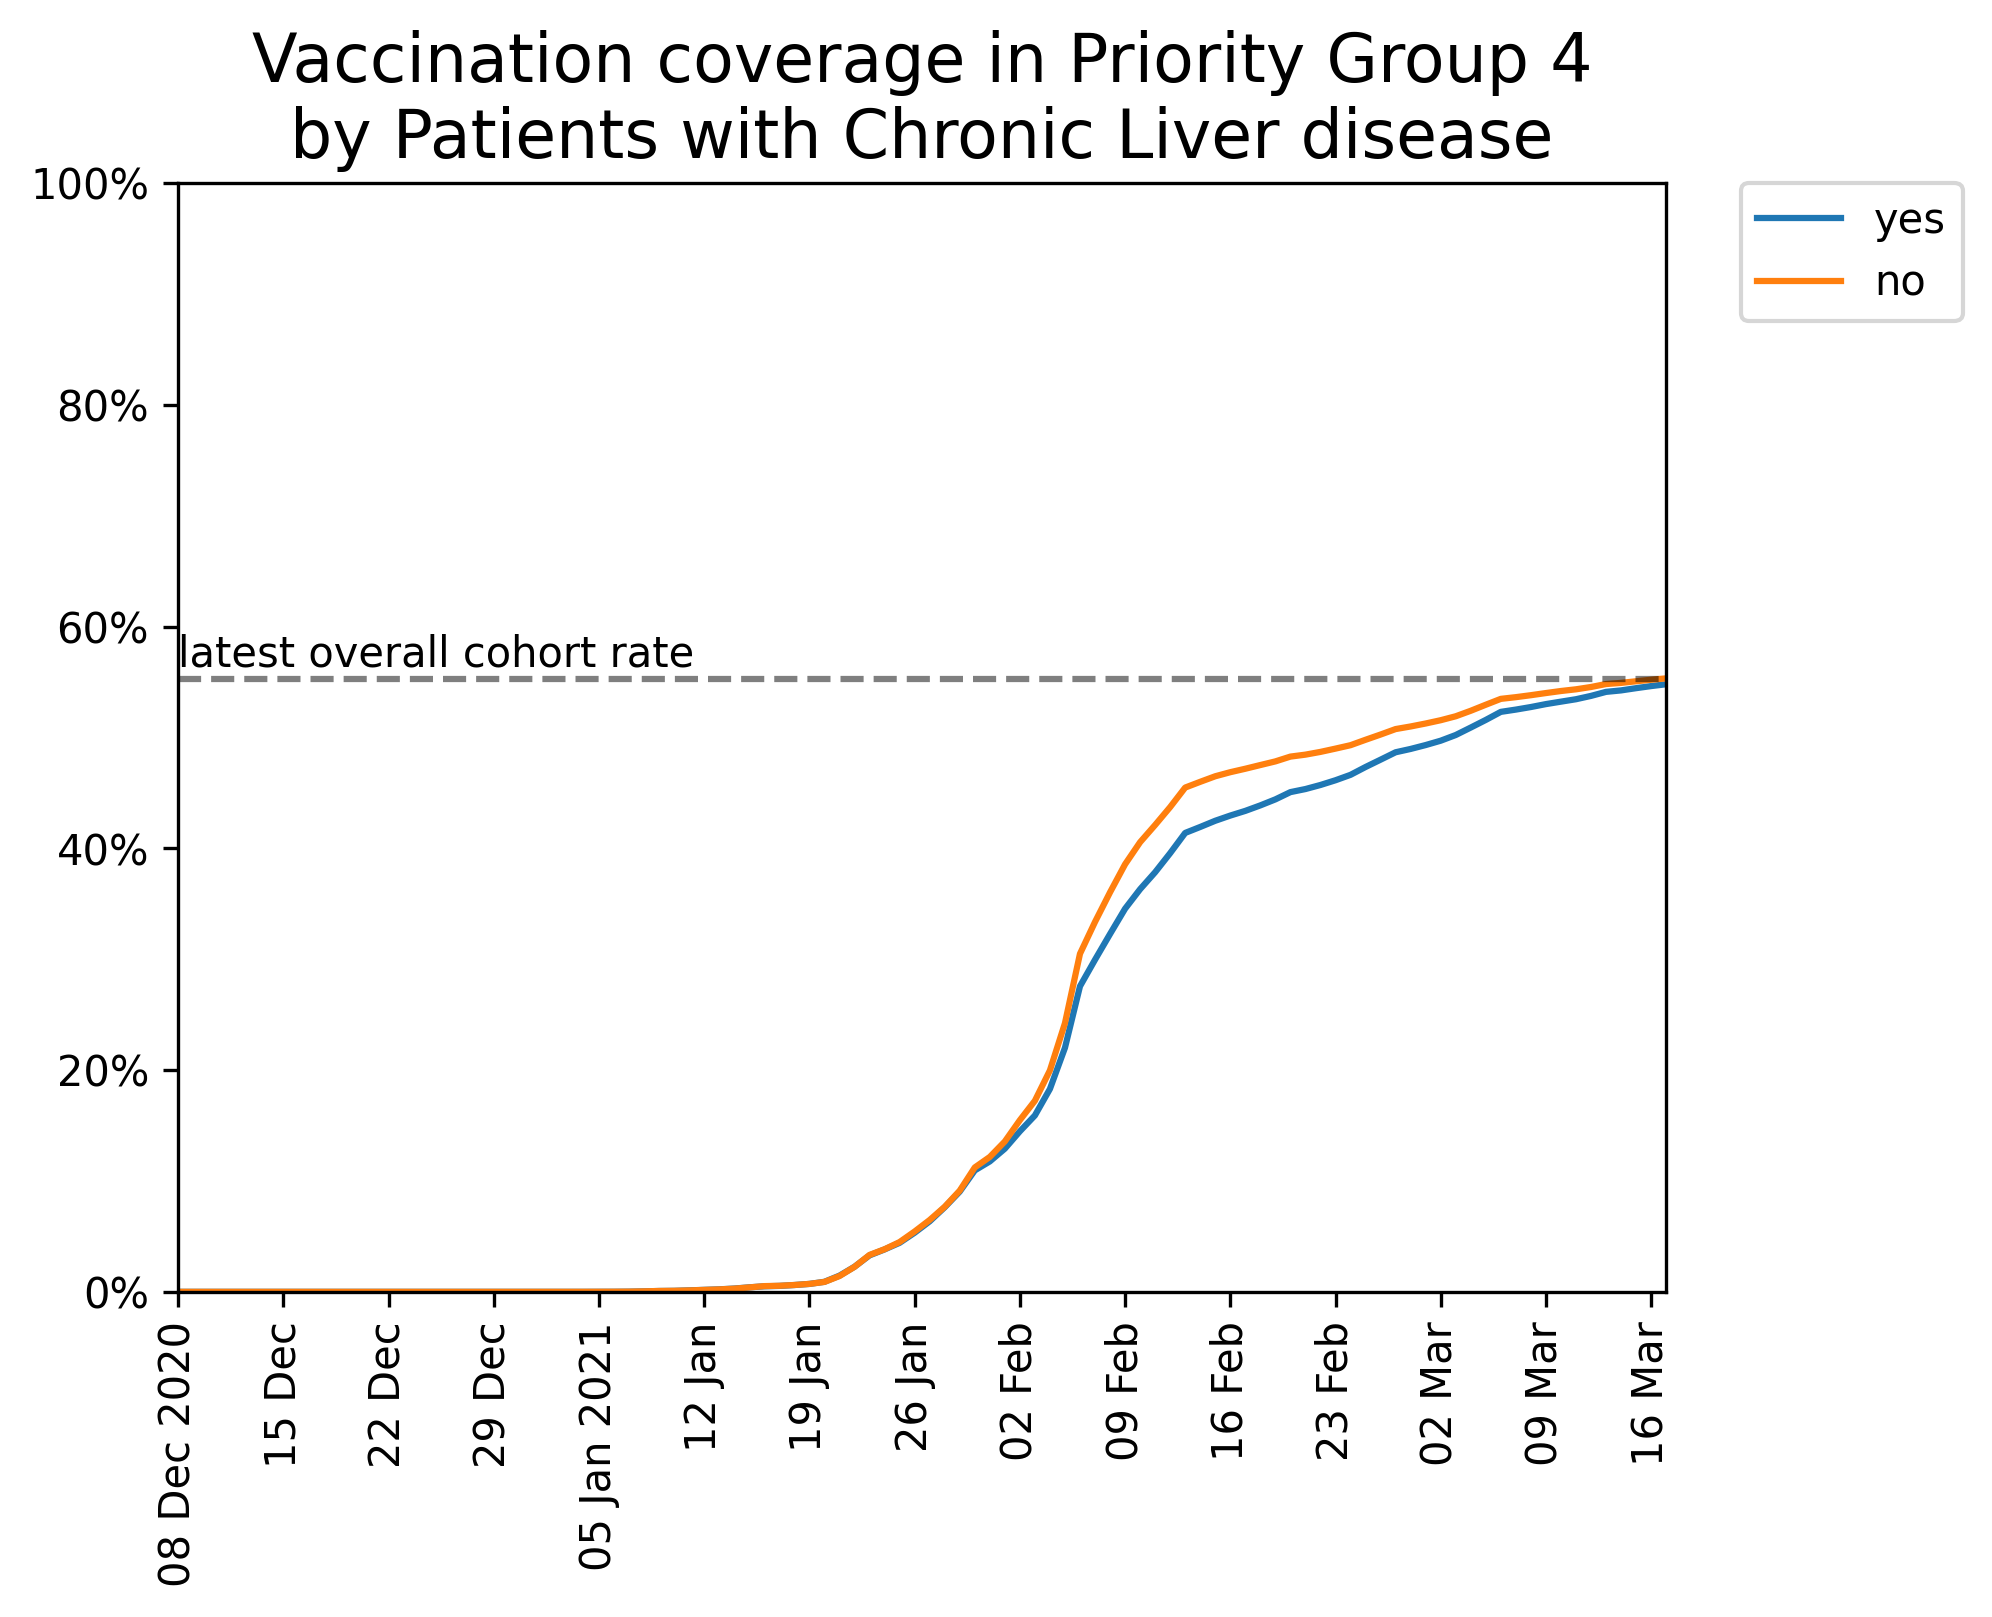 Vaccination coverage in Priority Group 4
by Patients with Chronic Liver disease
100%
80%
60%
40%
20%
0%
latest overall cohort rate
yes
no
08 Dec 2020
15 Dec
22 Dec
29 Dec
05 Jan 2021
12 Jan
19 Jan
26 Jan
02 Feb
09 Feb
16 Feb
23 Feb
02 Mar
09 Mar
16 Mar